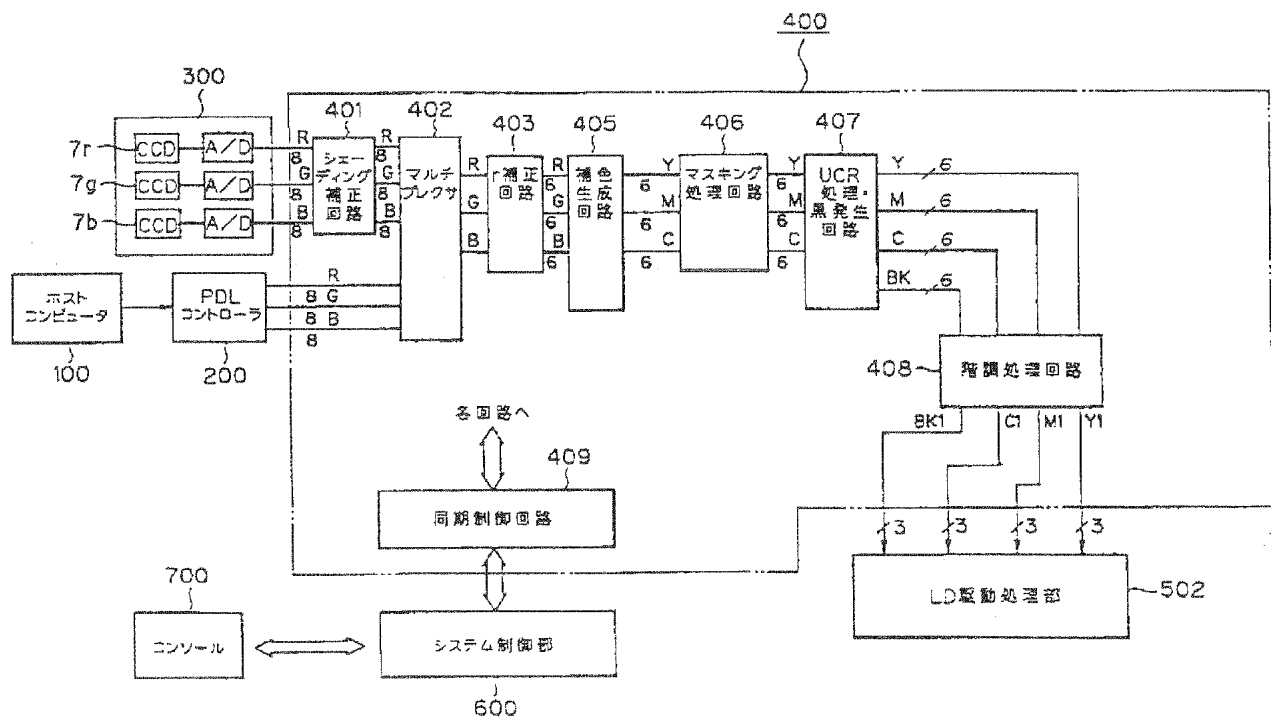 400
300
7r
CCD
A/D
7g
CCD
A/D
7b
CCD
A/D
R
8
G
8
B
8
401
シェー
ディング
補正
回路
R
8
G
8
B
8
402
マルチ
プレクサ
R
G
B
403
r補正
回路
R
6
G
6
B
6
405
補色
生成
回路
Y
6
M
6
C
6
406
マスキング
処理回路
Y
6
M
6
C
6
407
UCR
処理・
黒発生
回路
Y
6
M
6
C
6
BK
6
ホスト
コンピュータ
100
PDL
コントローラ
200
R
8
G
8
B
8
408
階調処理回路
BK1
C1
M1
Y1
各回路へ
409
同期制御回路
3
3
3
3
LD駆動処理部
502
700
コンソール
システム制御部
600